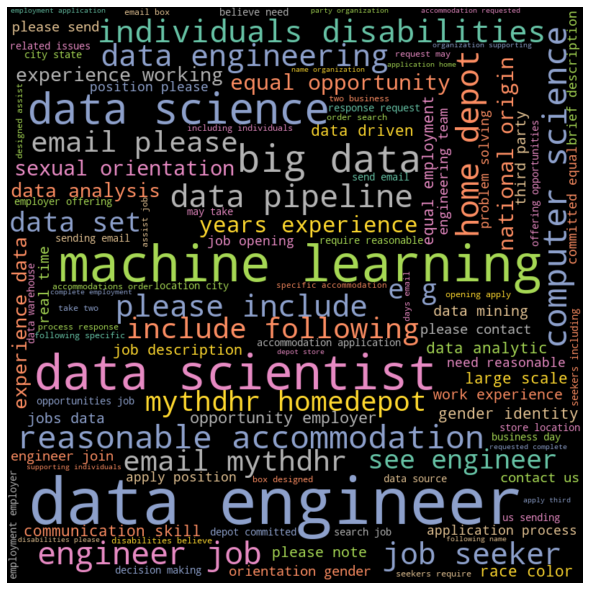 employment application
email box
party organization
accommodation requested
believe need
please send
individuals disabilities
related issues
city state
data engineering
name organization
organization supporting
application home
request may
experience working
position please
equal opportunity
two business
designed assist
data science
response request
order search
including individuals
data driven
email please
sexual orientation
big data
send email
data analysis
data pipeline
employer offering
may take
data set
years experience
sending email
assist job
job opening
require reasonable
equal employment
engineering team
home depot
problem solving
national origin
third party
offering opportunities
computer science
committed equal
brief description
machine learning
experience data
data warehouse
real time
accommodations order
location city
specific accommodation
complete employment
e g
days email
opening apply
take two
please include
data mining
process response
following specific
include following
please contact
accommodation application
job description
depot store
data analytic
need reasonable
data scientist
large scale
seekers including
opportunities job
mythdhr homedepot
work experience
jobs data
opportunity employer
gender identity
store location
reasonable accommodation
business day
requested complete
engineer join
supporting individuals
email mythdhr
see engineer
apply position
box designed
data source
contact us
data engineer
apply third
us sending
employment employer
communication skill
depot committed
search job
application process
disabilities please
disabilities believe
following name
engineer job
please note
job seeker
decision making
orientation gender
seekers require
race color